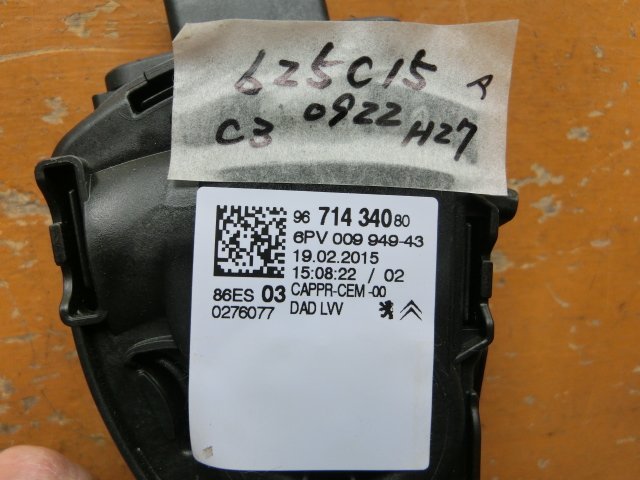 625C15 A
C3 0922 H27
96 714 340 80
6PV 009 949-43
19.02.2015
15:08:22 / 02
86ES 03 CAPPR-CEM -00
0276077 DAD LVV